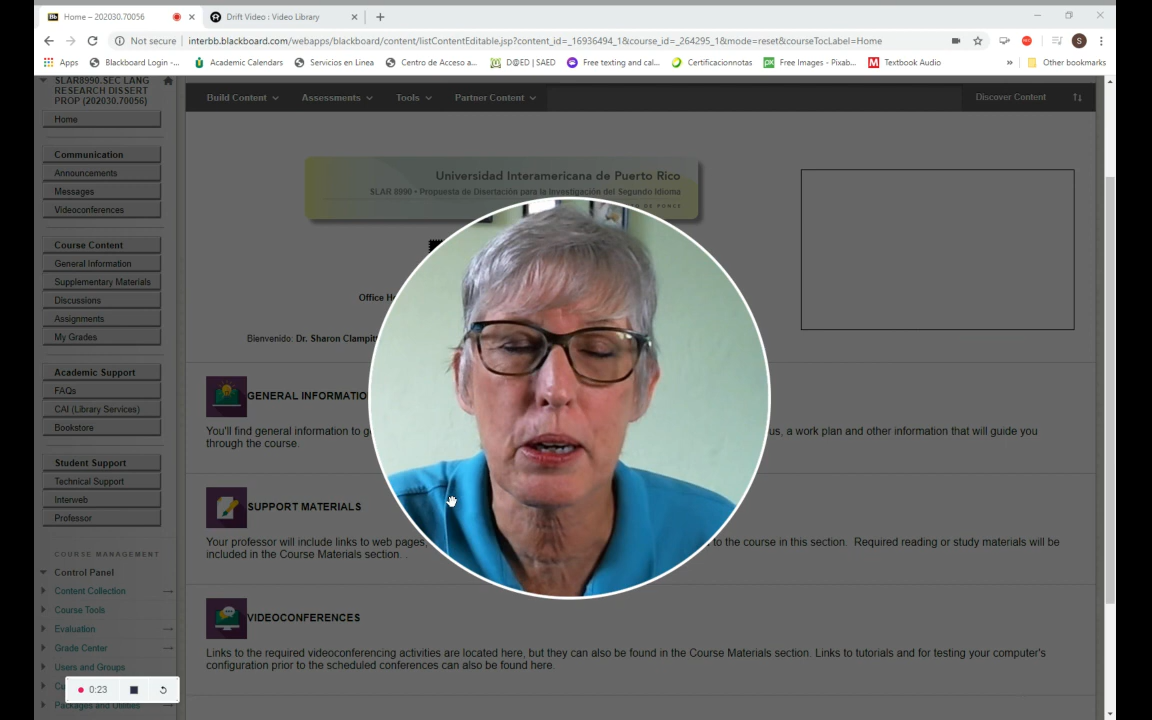 Home – 202030.70056
Drift Video : Video Library
Not secure | interbb.blackboard.com/webapps/blackboard/content/listContentEditable.jsp?content_id=_16936494_1&course_id=_264295_1&mode=reset&courseTocLabel=Home
Apps Blackboard Login -... Academic Calendars Servicios en Linea Centro de Acceso a... D@ED | SAED Free texting and cal... Certificacionnotas Free Images - Pixab... Textbook Audio » Other bookmarks
SLAR8990.SEC LANG
RESEARCH DISSERT
PROP (202030.70056)
Home
Communication
Announcements
Messages
Videoconferences
Course Content
General Information
Supplementary Materials
Discussions
Assignments
My Grades
Academic Support
FAQs
CAI (Library Services)
Bookstore
Student Support
Technical Support
Interweb
Professor
COURSE MANAGEMENT
Control Panel
Content Collection
Course Tools
Evaluation
Grade Center
Users and Groups
Packages and Utilities
0:23
Build Content Assessments Tools Partner Content Discover Content
Universidad Interamericana de Puerto Rico
SLAR 8990 • Propuesta de Disertación para la Investigación del Segundo Idioma
DE PONCE
Office H
Bienvenido: Dr. Sharon Clampit
GENERAL INFORMATIO
You'll find general information to g us, a work plan and other information that will guide you
through the course.
SUPPORT MATERIALS
Your professor will include links to web pages, to the course in this section. Required reading or study materials will be
included in the Course Materials section.
VIDEOCONFERENCES
Links to the required videoconferencing activities are located here, but they can also be found in the Course Materials section. Links to tutorials and for testing your computer's
configuration prior to the scheduled conferences can also be found here.